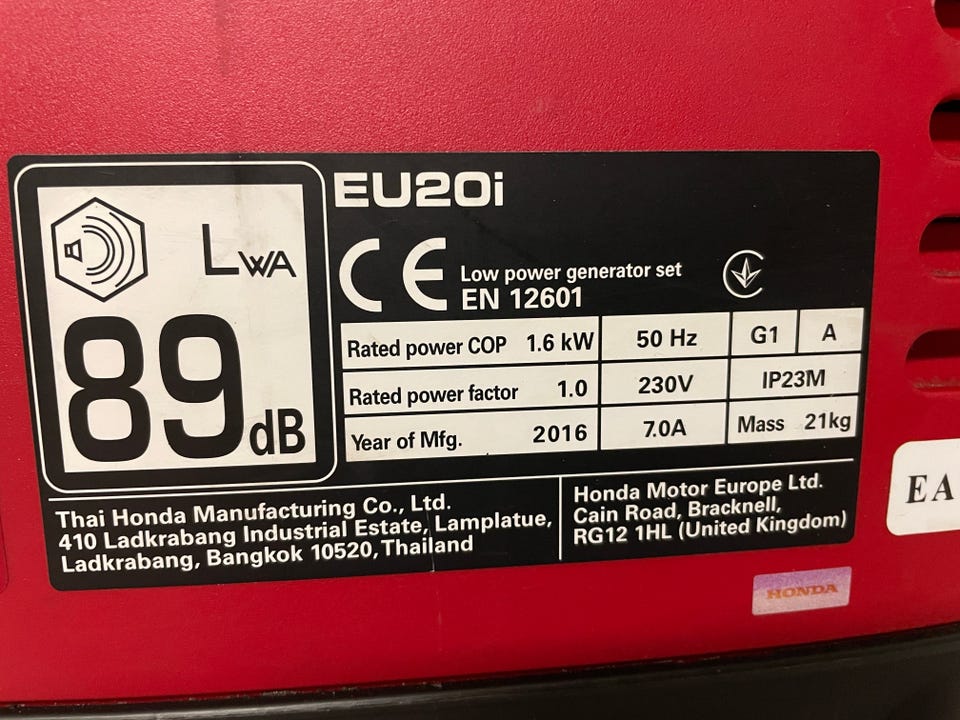 EU20i
LWA
89dB
CE
Low power generator set
EN 12601
Rated power COP 1.6 kW 50 Hz G1 A
Rated power factor 1.0 230V IP23M
Year of Mfg. 2016 7.0A Mass 21kg
Thai Honda Manufacturing Co., Ltd.
410 Ladkrabang Industrial Estate, Lamplatue,
Ladkrabang, Bangkok 10520, Thailand
Honda Motor Europe Ltd.
Cain Road, Bracknell,
RG12 1HL (United Kingdom)
EA
HONDA